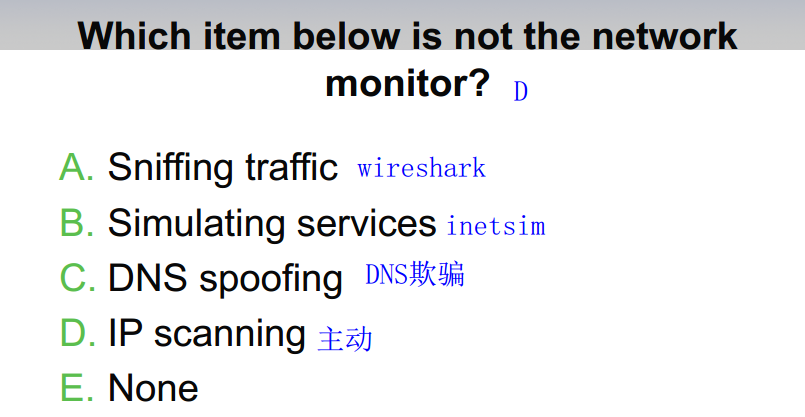 Which item below is not the network
monitor? D
A. Sniffing traffic wireshark
B. Simulating services inetsim
C. DNS spoofing DNS欺骗
D. IP scanning 主动
E. None